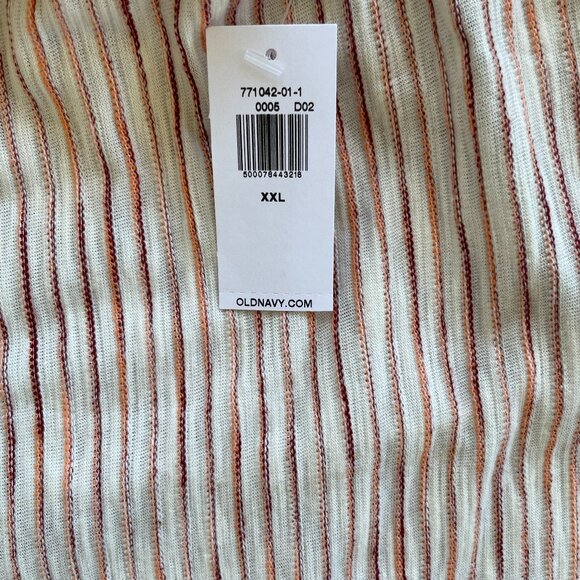 771042-01-1
0005 D02
500078443218
XXL
OLDNAVY.COM